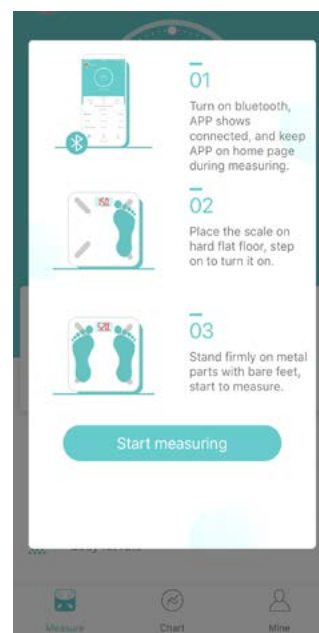 01
Turn on bluetooth,
APP shows
connected, and keep
APP on home page
during measuring.
02
Place the scale on
hard flat floor, step
on to turn it on.
03
Stand firmly on metal
parts with bare feet,
start to measure.
Start measuring
Measure
Chart
Mine